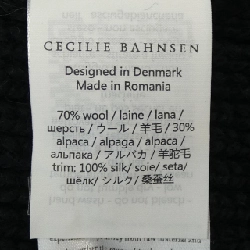 CECILIE BAHNSEN
Designed in Denmark
Made in Romania
70% wool / laine / lana /
шерсть / ウール / 羊毛 / 30%
alpaca / alpaga / alpaca /
альпака / アルパカ / 羊驼毛
trim: 100% silk/ soie/ seta/
шёлк/ シルク/ 桑蚕丝